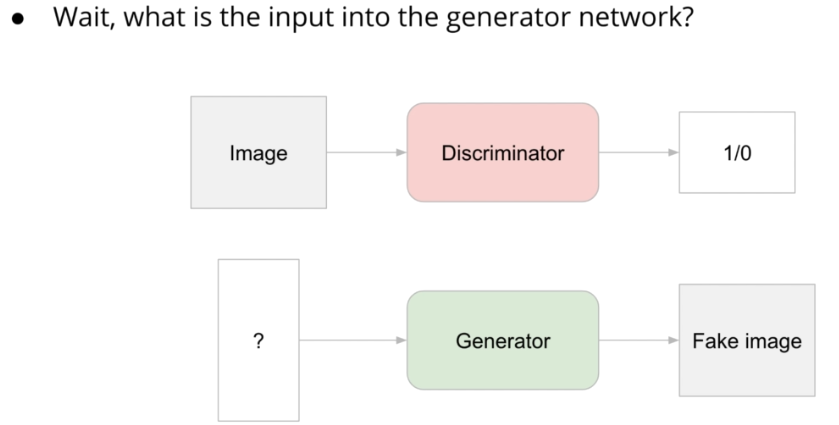 ● Wait, what is the input into the generator network?
Image
Discriminator
1/0
?
Generator
Fake image